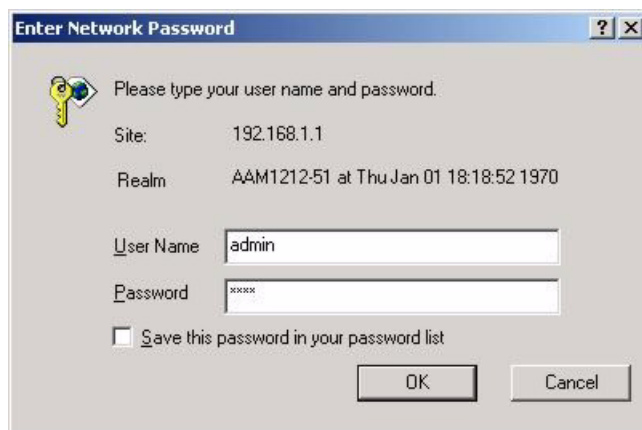 Enter Network Password
Please type your user name and password.
Site: 192.168.1.1
Realm AAM1212-51 at Thu Jan 01 18:18:52 1970
User Name admin
Password ××××
Save this password in your password list
OK Cancel